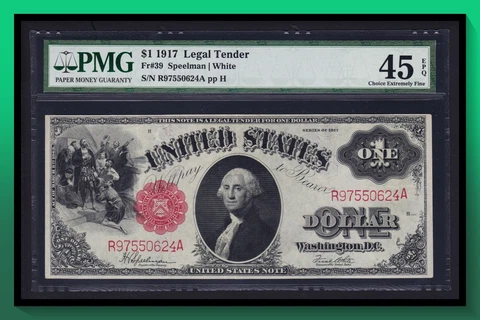 PMG
PAPER MONEY GUARANTY
$1 1917 Legal Tender
Fr#39 Speelman | White
S/N R97550624A pp H
45 EPQ
Choice Extremely Fine
THIS NOTE IS A LEGAL TENDER FOR ONE DOLLAR
SERIES OF 1917
UNITED STATES
ONE
Will pay to Bearer
R97550624A
ONE
DOLLAR
R97550624A
Washington, D.C.
UNITED STATES NOTE